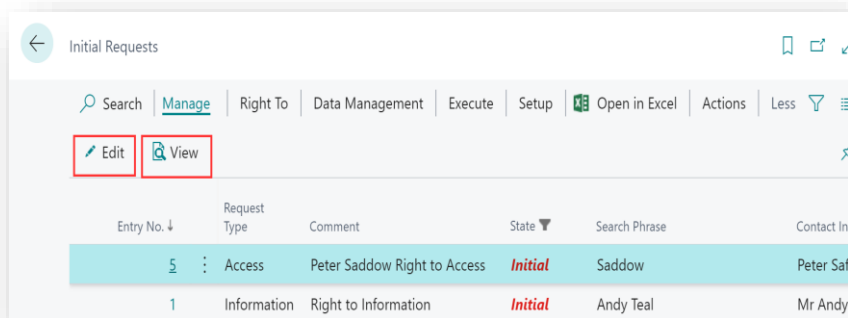 Initial Requests
Search Manage Right To Data Management Execute Setup Open in Excel Actions Less
Edit View
Request
Entry No. ↓ Type Comment State Search Phrase Contact In
5 Access Peter Saddow Right to Access Initial Saddow Peter Saf
1 Information Right to Information Initial Andy Teal Mr Andy